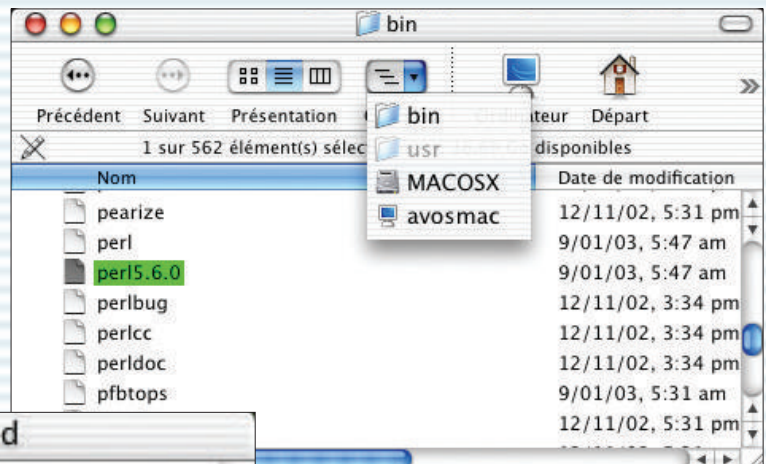 bin
Précédent Suivant Présentation ateur Départ
bin
usr
MACOSX
avosmac
1 sur 562 élément(s) sélec disponibles
Nom Date de modification
pearize 12/11/02, 5:31 pm
perl 9/01/03, 5:47 am
perl5.6.0 9/01/03, 5:47 am
perlbug 12/11/02, 3:34 pm
perlcc 12/11/02, 3:34 pm
perldoc 12/11/02, 3:34 pm
pfbtops 9/01/03, 5:31 am
12/11/02, 5:31 pm